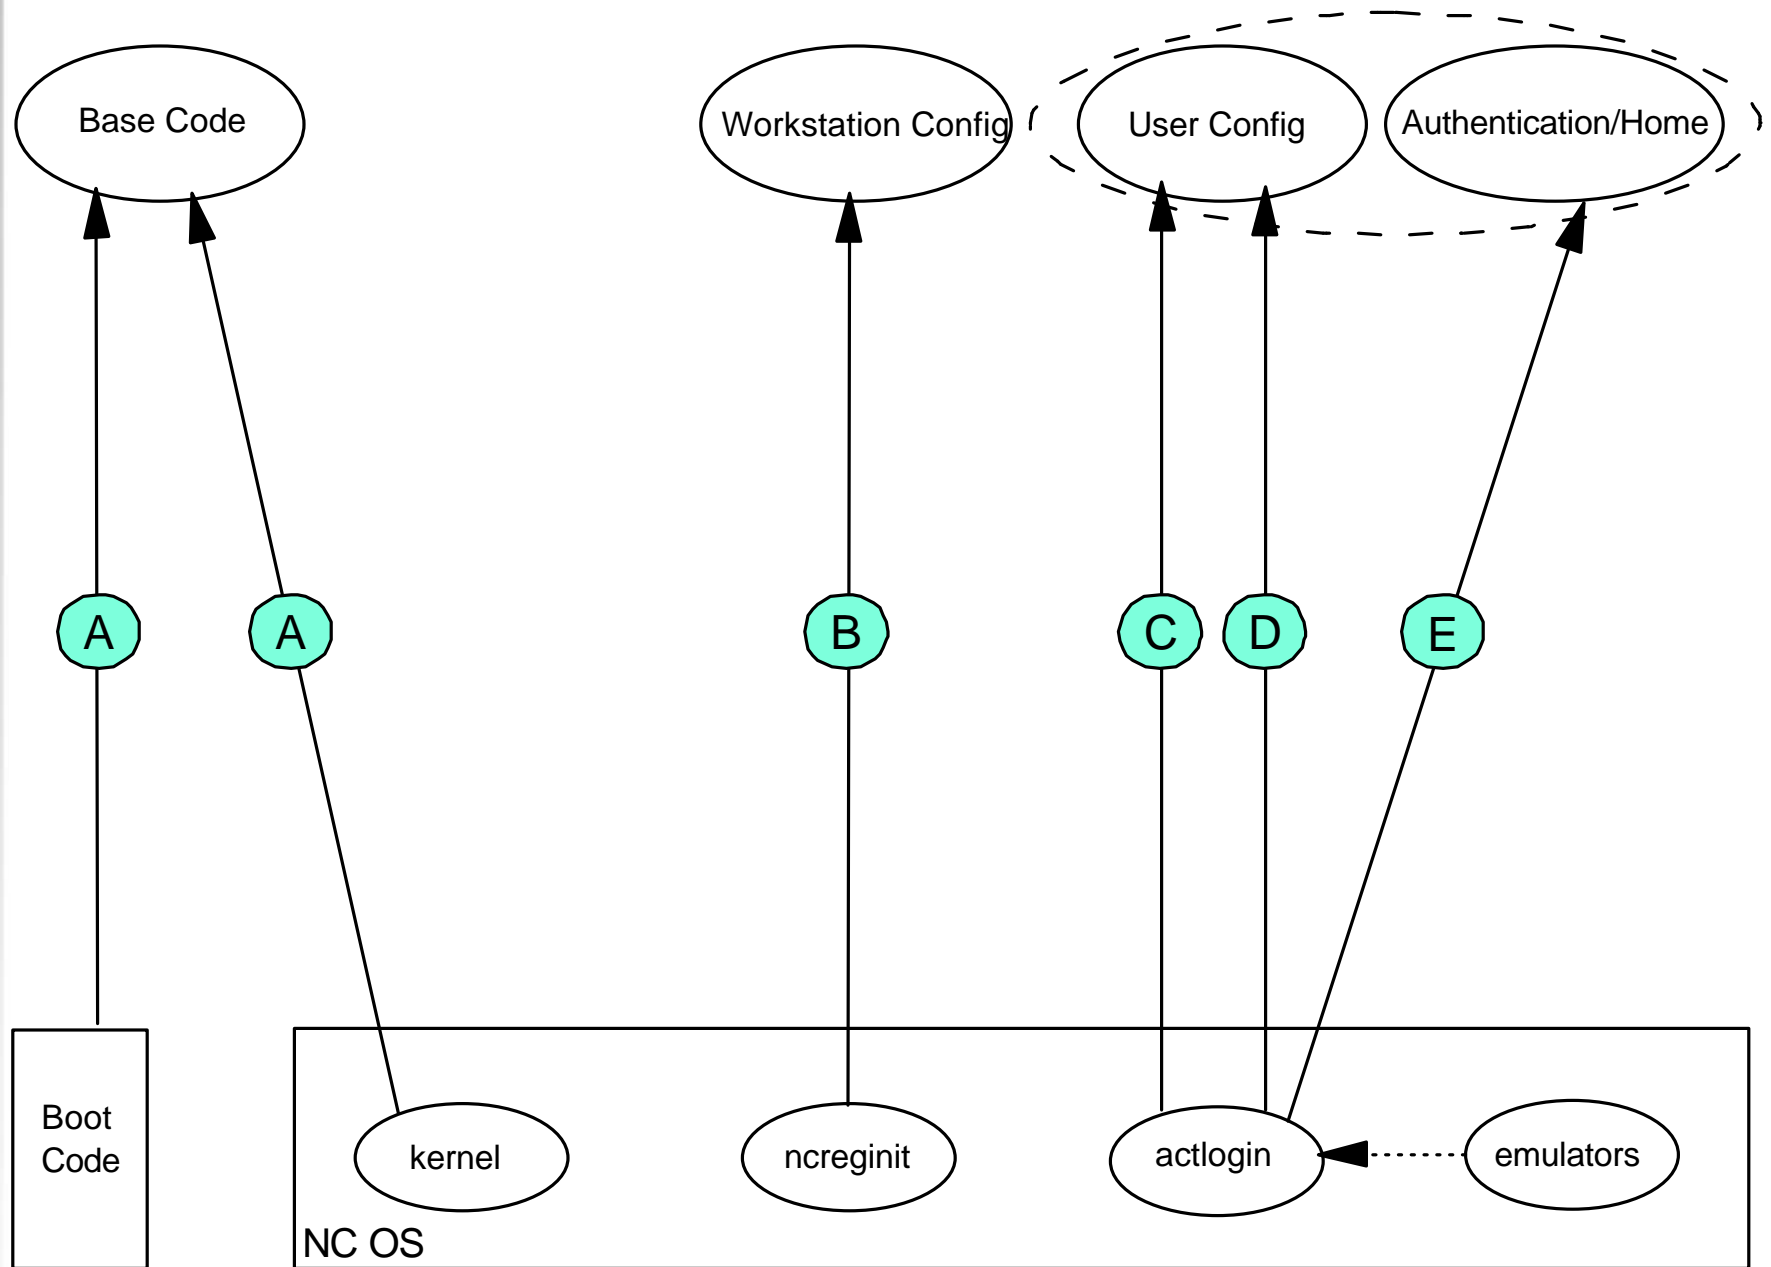 Base Code
Workstation Config
User Config
Authentication/Home
A
A
B
C
D
E
Boot
Code
kernel
ncreginit
actlogin
emulators
NC OS